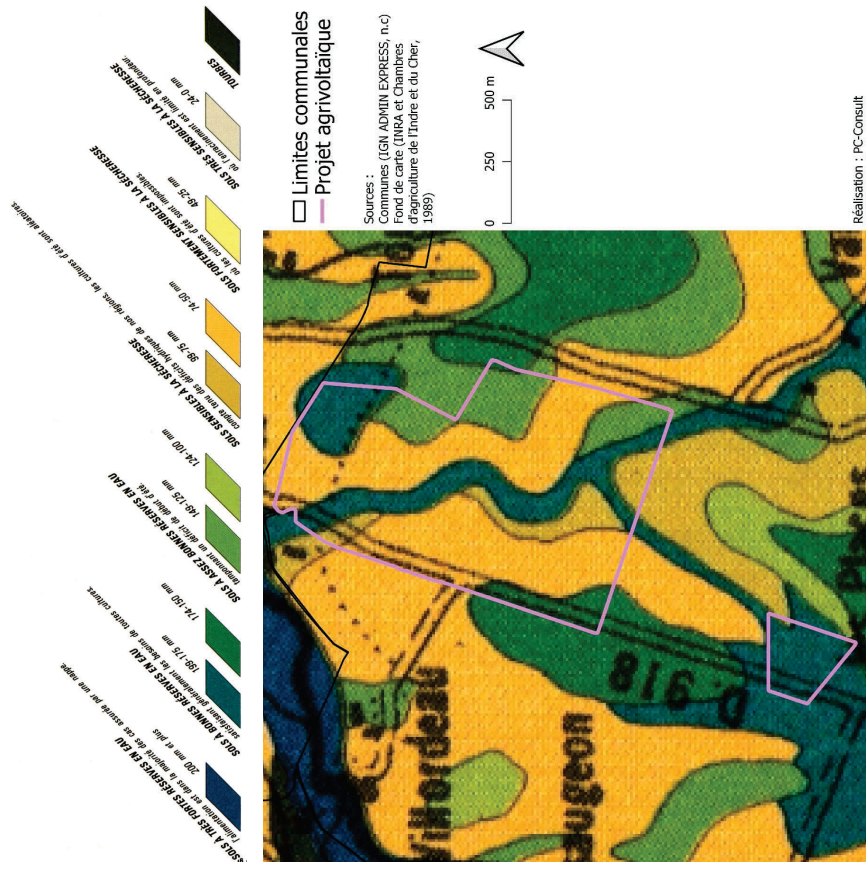 TOURBES
SOLS TRÈS SENSIBLES A LA SÉCHERESSE
où l'enracinement est limité en profondeur.
24-0 mm
SOLS FORTEMENT SENSIBLES A LA SÉCHERESSE
où les cultures d'été sont impossibles.
49-25 mm
SOLS SENSIBLES A LA SÉCHERESSE
compte tenu des déficits hydriques de nos régions, les cultures d'été sont aléatoires.
74-50 mm
99-75 mm
SOLS A ASSEZ BONNES RÉSERVES EN EAU
tamponnant un déficit de début d'été.
124-100 mm
149-125 mm
SOLS A BONNES RÉSERVES EN EAU
satisfaisant généralement les besoins de toutes cultures.
174-150 mm
199-175 mm
SOLS A TRÈS FORTES RÉSERVES EN EAU
l'alimentation est dans la majorité des cas assurée par une nappe.
200 mm et plus
Limites communales
Projet agrivoltaïque
Sources :
Communes (IGN ADMIN EXPRESS, n.c)
Fond de carte (INRA et Chambres
d'agriculture de l'Indre et du Cher,
1989)
0 250 500 m
Réalisation : PC-Consult
Villordeau
augeon
D. 918